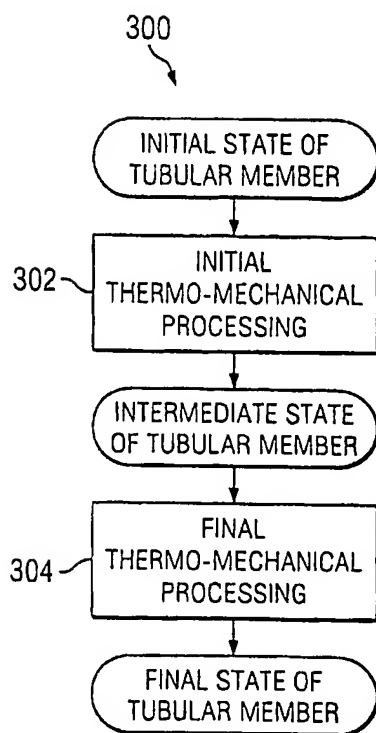 300
INITIAL STATE OF
TUBULAR MEMBER
302
INITIAL
THERMO-MECHANICAL
PROCESSING
INTERMEDIATE STATE
OF TUBULAR MEMBER
304
FINAL
THERMO-MECHANICAL
PROCESSING
FINAL STATE OF
TUBULAR MEMBER